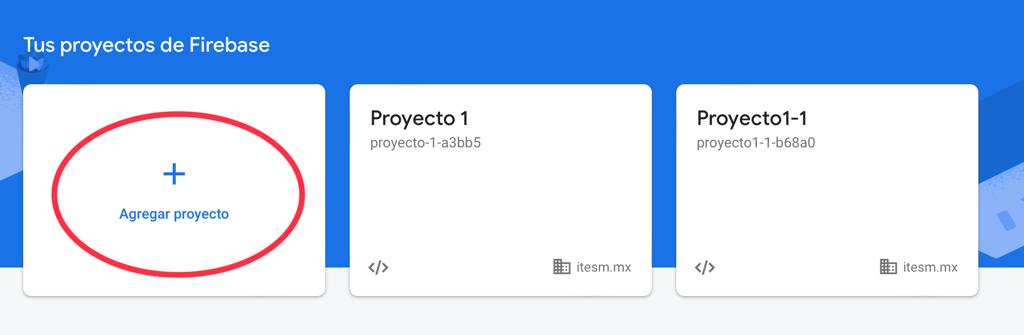 Tus proyectos de Firebase
Agregar proyecto
Proyecto 1
proyecto-1-a3bb5
itesm.mx
Proyecto1-1
proyecto1-1-b68a0
itesm.mx